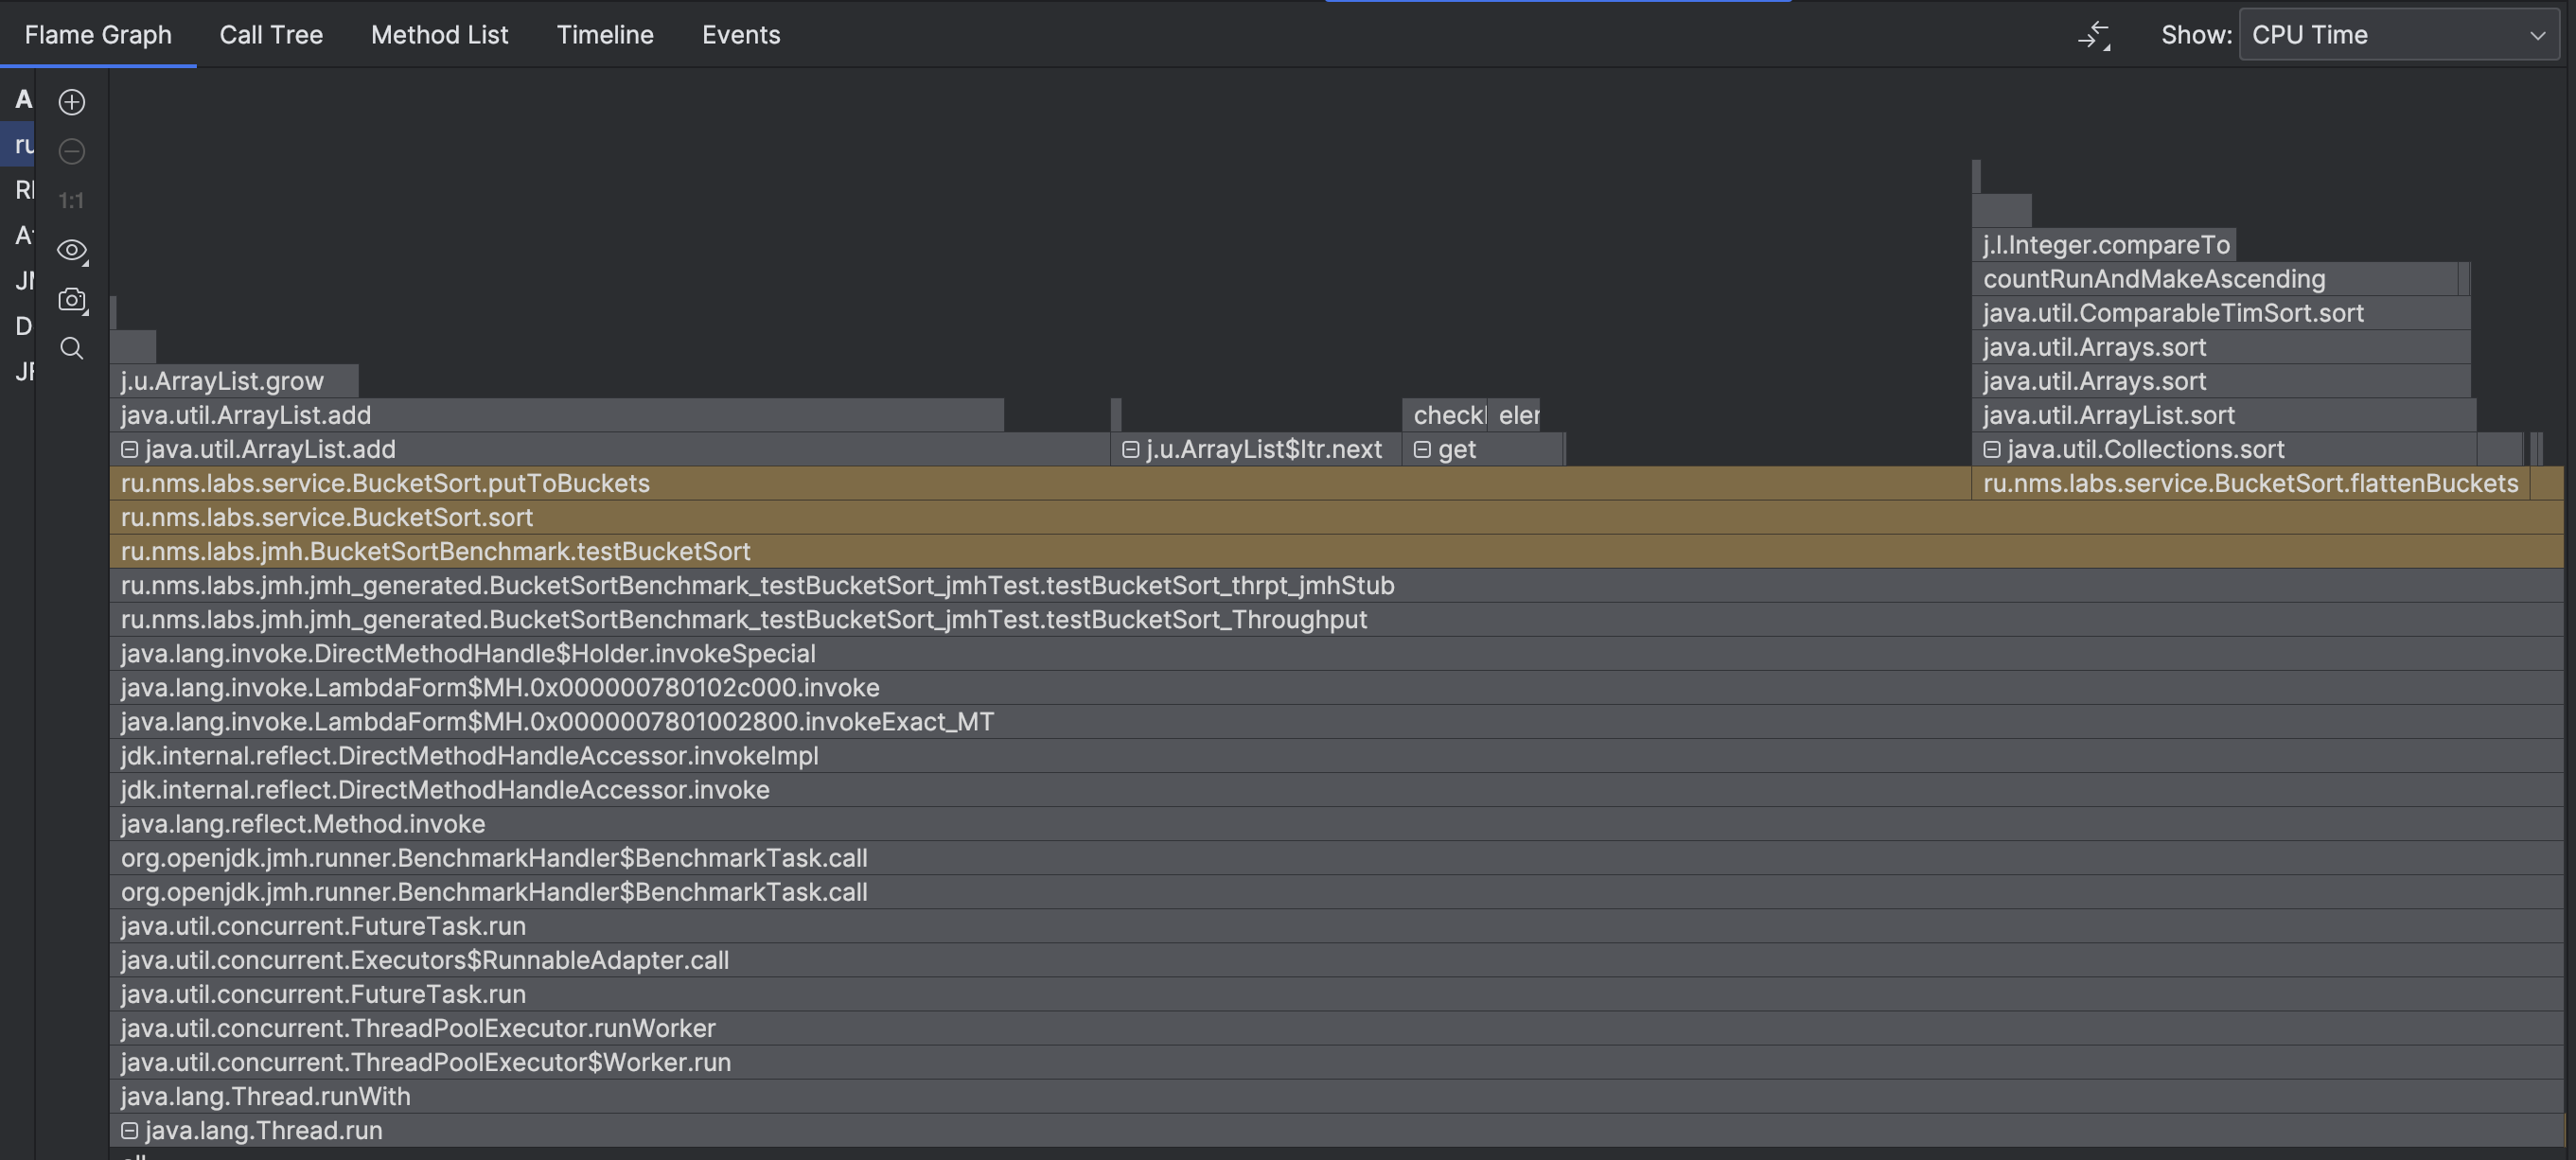 Flame Graph Call Tree Method List Timeline Events Show: CPU Time
A
ru
1:1
j.l.Integer.compareTo
countRunAndMakeAscending
java.util.ComparableTimSort.sort
java.util.Arrays.sort
j.u.ArrayList.grow java.util.Arrays.sort
java.util.ArrayList.add check eler java.util.ArrayList.sort
java.util.ArrayList.add j.u.ArrayList$Itr.next get java.util.Collections.sort
ru.nms.labs.service.BucketSort.putToBuckets ru.nms.labs.service.BucketSort.flattenBuckets
ru.nms.labs.service.BucketSort.sort
ru.nms.labs.jmh.BucketSortBenchmark.testBucketSort
ru.nms.labs.jmh.jmh_generated.BucketSortBenchmark_testBucketSort_jmhTest.testBucketSort_thrpt_jmhStub
ru.nms.labs.jmh.jmh_generated.BucketSortBenchmark_testBucketSort_jmhTest.testBucketSort_Throughput
java.lang.invoke.DirectMethodHandle$Holder.invokeSpecial
java.lang.invoke.LambdaForm$MH.0x000000780102c000.invoke
java.lang.invoke.LambdaForm$MH.0x0000007801002800.invokeExact_MT
jdk.internal.reflect.DirectMethodHandleAccessor.invokeImpl
jdk.internal.reflect.DirectMethodHandleAccessor.invoke
java.lang.reflect.Method.invoke
org.openjdk.jmh.runner.BenchmarkHandler$BenchmarkTask.call
org.openjdk.jmh.runner.BenchmarkHandler$BenchmarkTask.call
java.util.concurrent.FutureTask.run
java.util.concurrent.Executors$RunnableAdapter.call
java.util.concurrent.FutureTask.run
java.util.concurrent.ThreadPoolExecutor.runWorker
java.util.concurrent.ThreadPoolExecutor$Worker.run
java.lang.Thread.runWith
java.lang.Thread.run